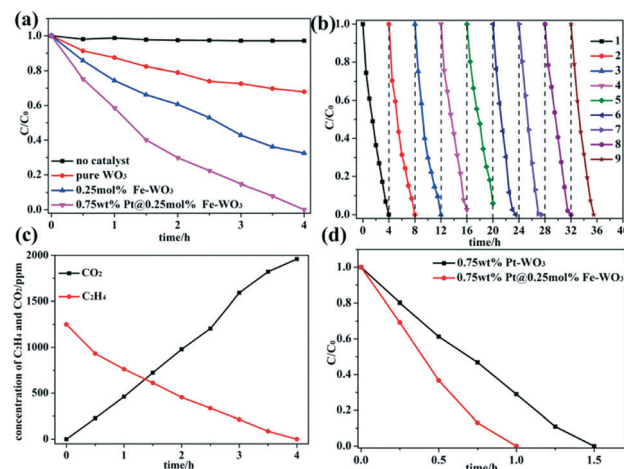 (a)
C/C₀
1.0
0.8
0.6
0.4
0.2
0.0
no catalyst
pure WO₃
0.25mol% Fe-WO₃
0.75wt% Pt@0.25mol% Fe-WO₃
0 1 2 3 4
time/h
(b)
C/C₀
1.0
0.8
0.6
0.4
0.2
0.0
1
2
3
4
5
6
7
8
9
0 4 8 12 16 20 24 28 32 36 40
time/h
(c)
concentration of C₂H₄ and CO₂/ppm
2000
1500
1000
500
0
CO₂
C₂H₄
0 1 2 3 4
time/h
(d)
C/C₀
1.0
0.8
0.6
0.4
0.2
0.0
0.75wt% Pt-WO₃
0.75wt% Pt@0.25mol% Fe-WO₃
0.0 0.5 1.0 1.5
time/h